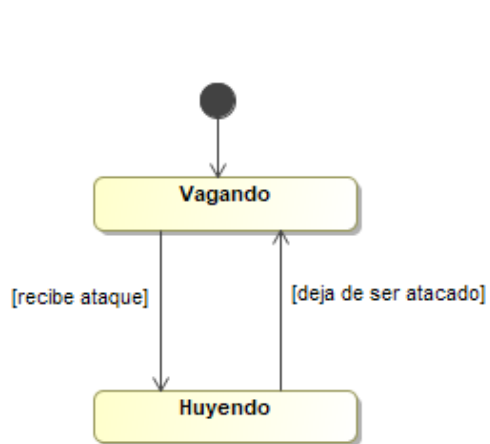 Vagando
[recibe ataque]
[deja de ser atacado]
Huyendo